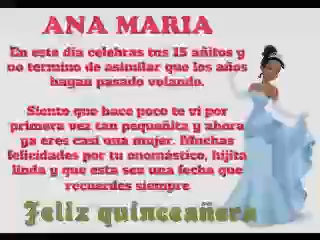 ANA MARIA
En este día celebras tus 15 añitos y
no termino de asimilar que los años
hayan pasado volando.
Siento que hace poco te vi por
primera vez tan pequeñita y ahora
ya eres casi una mujer. Muchas
felicidades por tu onomástico, hijita
linda y que esta sea una fecha que
recuerdes siempre
Feliz quinceañera